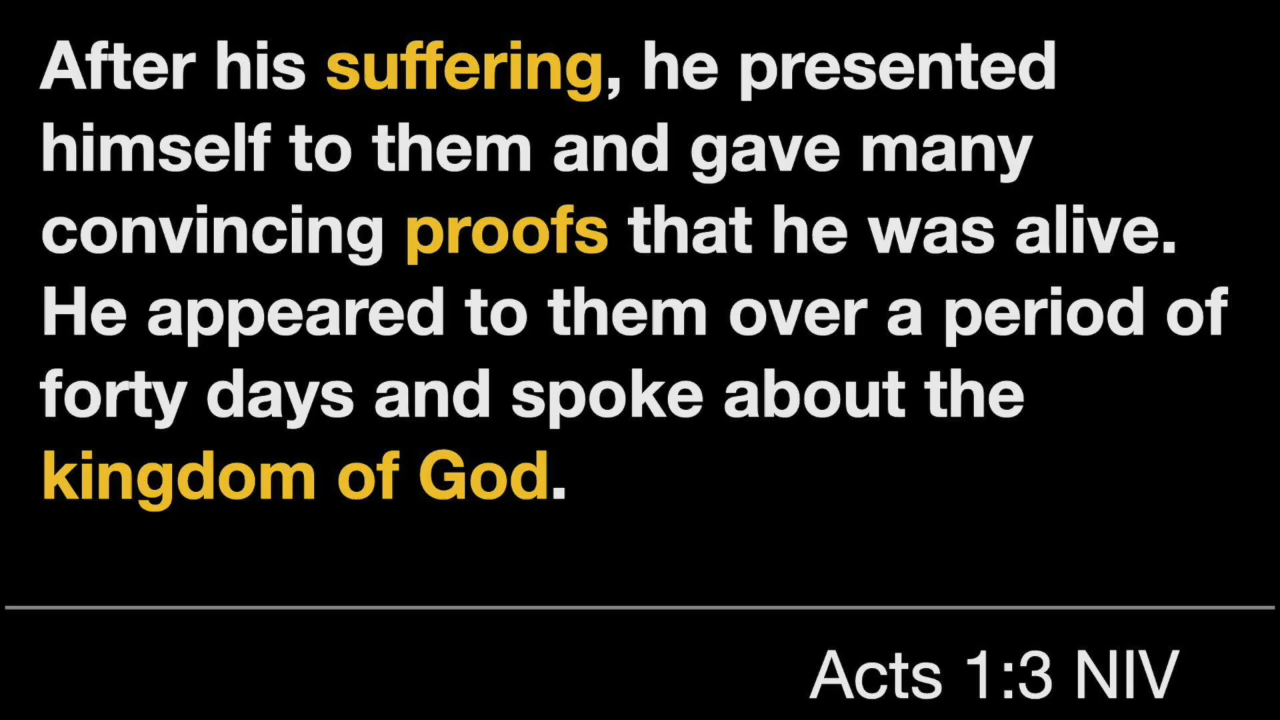 After his suffering, he presented
himself to them and gave many
convincing proofs that he was alive.
He appeared to them over a period of
forty days and spoke about the
kingdom of God.
Acts 1:3 NIV